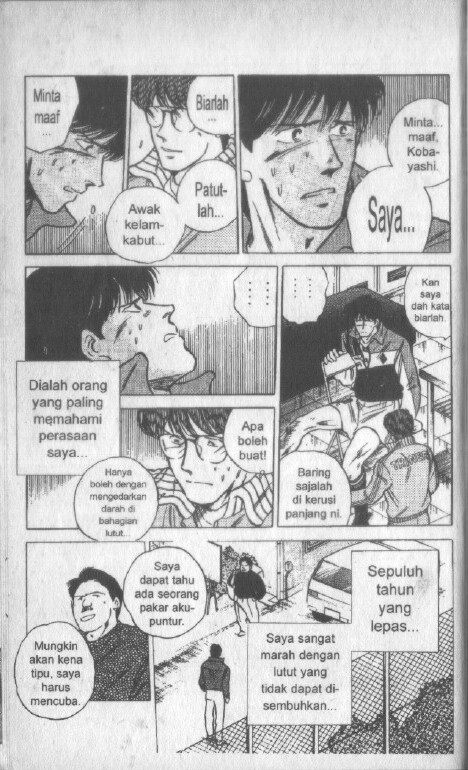 Minta
maaf
...
Biarlah
...
Patut-
lah...
Awak
kelam-
kabut...
Minta...
maaf,
Koba-
yashi.
Saya...
Dialah orang
yang paling
memahami
perasaan
saya...
Hanya
boleh dengan
mengedarkan
darah di
bahagian
lutut...
Apa
boleh
buat!
Kan
saya
dah kata
biarlah.
Baring
sajalah
di kerusi
panjang ni.
Mungkin
akan kena
tipu, saya
harus
mencuba.
Saya
dapat tahu
ada seorang
pakar aku-
puntur.
Saya sangat
marah dengan
lutut yang
tidak dapat di-
sembuhkan...
Sepuluh
tahun
yang
lepas...